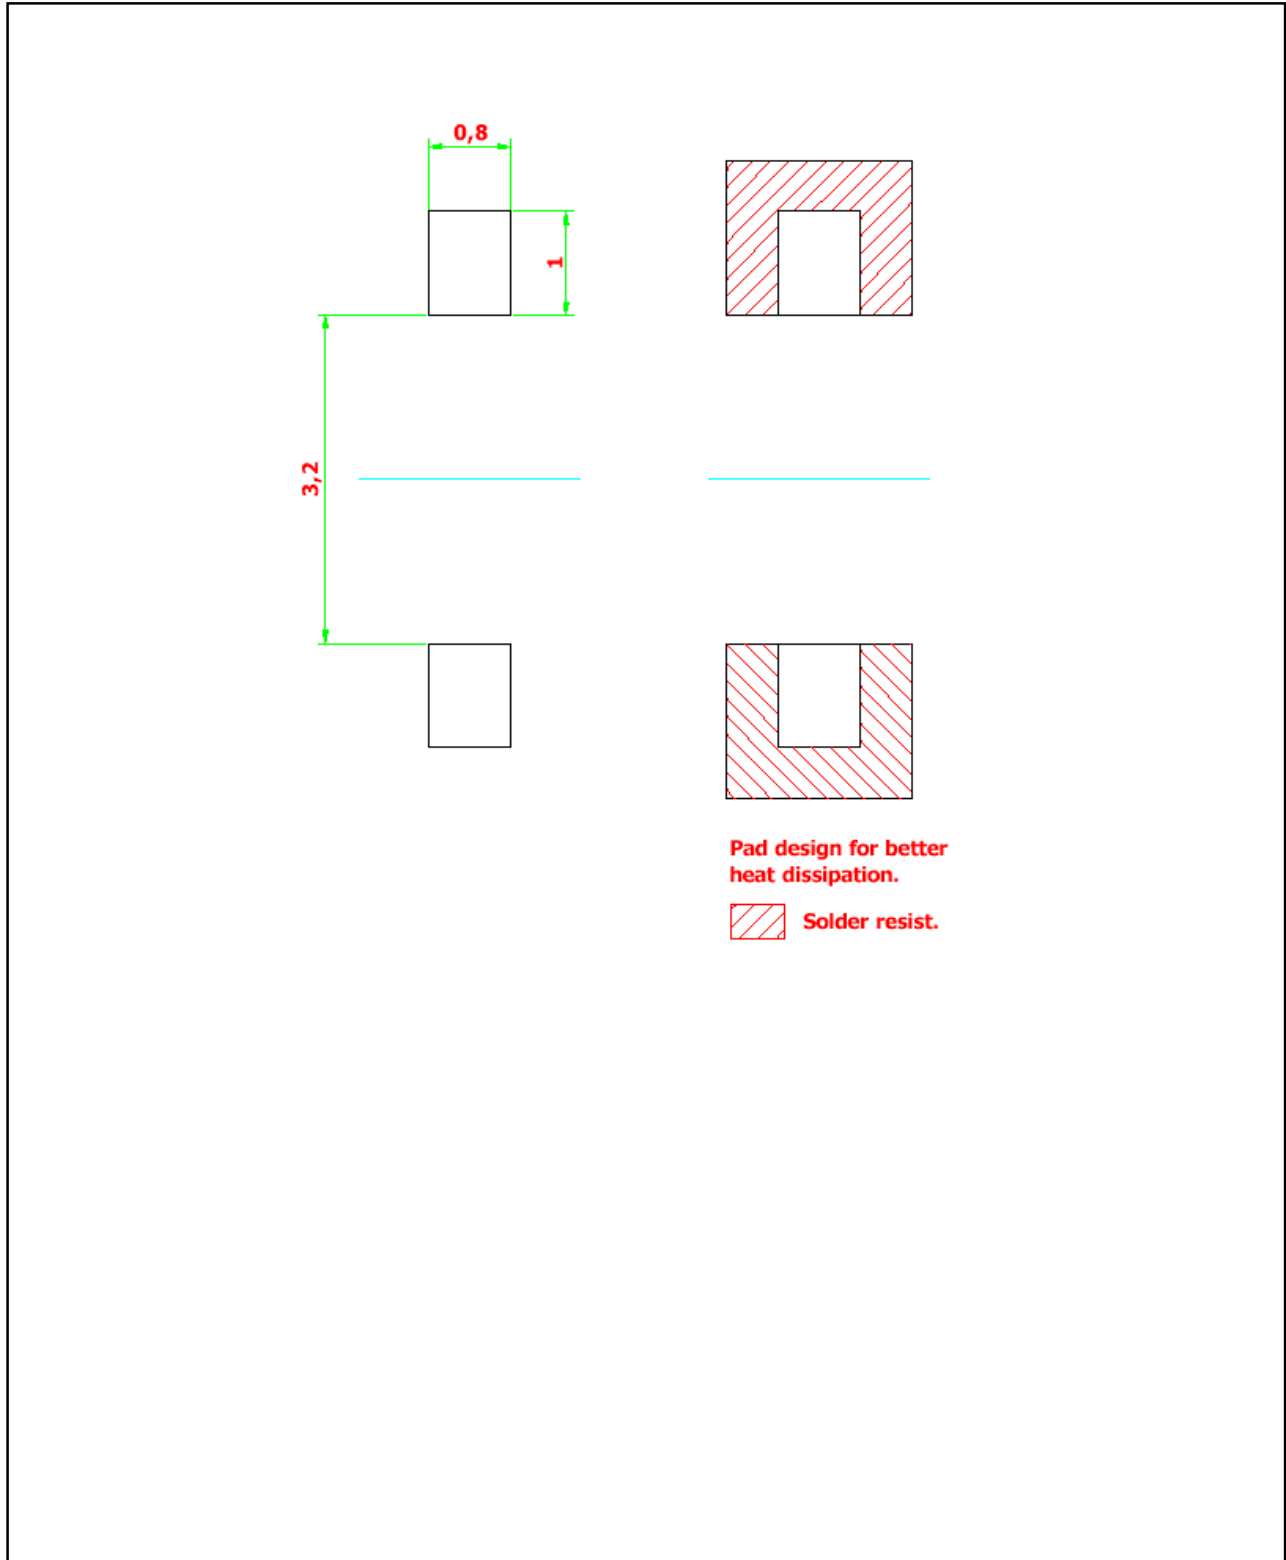 0,8
1
3,2
Pad design for better
heat dissipation.
Solder resist.